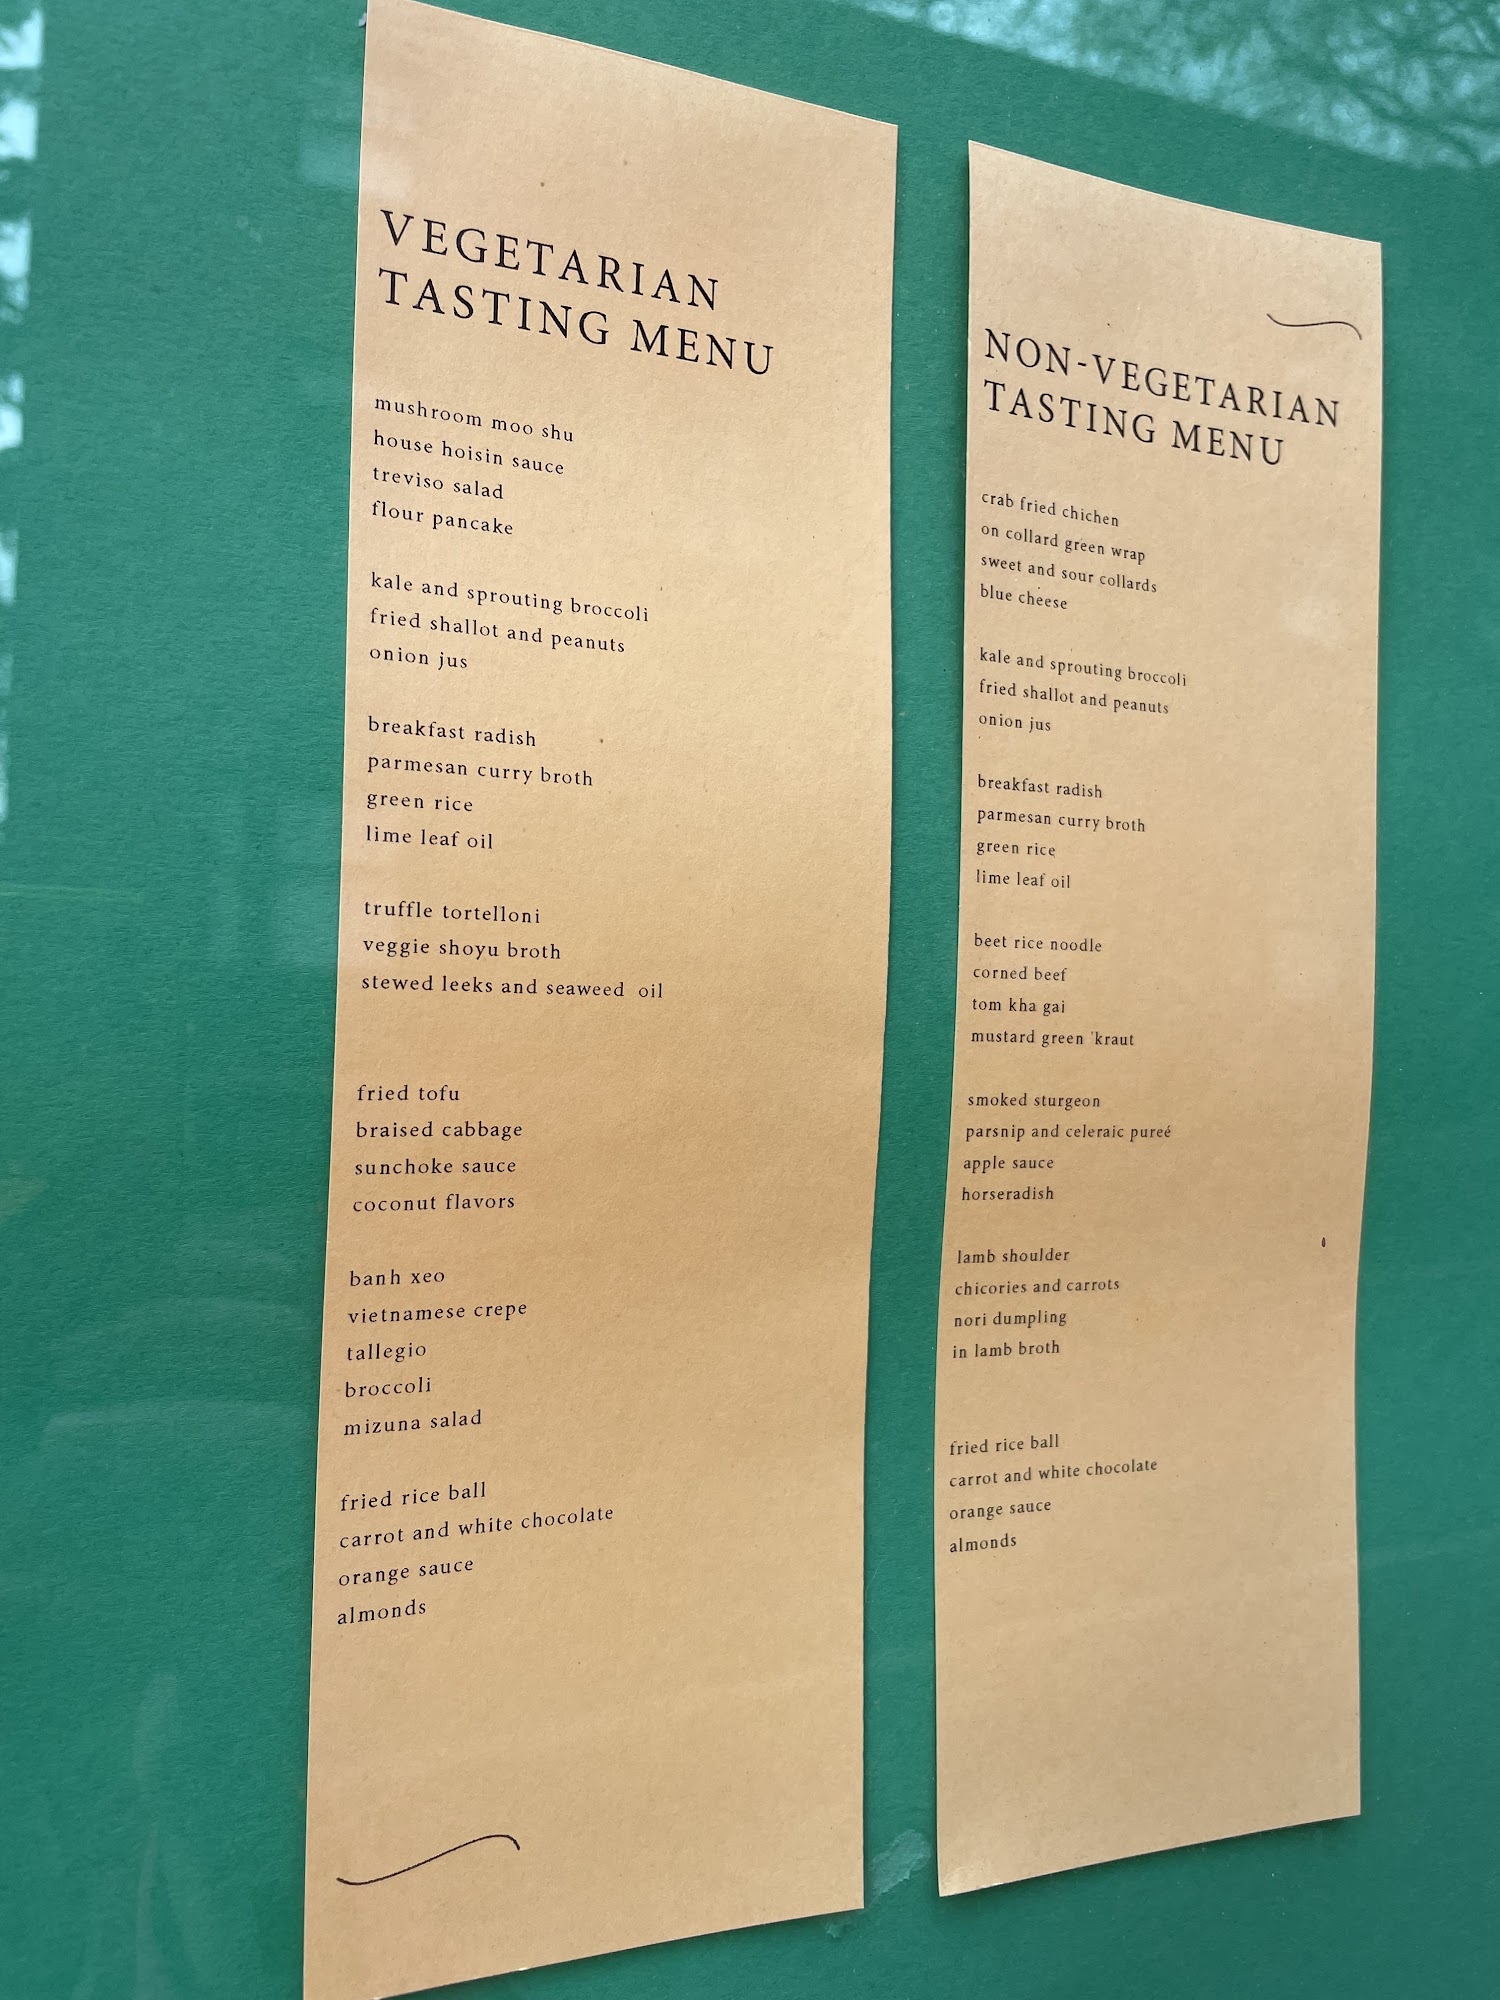 VEGETARIAN
TASTING MENU
mushroom moo shu
house hoisin sauce
treviso salad
flour pancake
kale and sprouting broccoli
fried shallot and peanuts
onion jus
breakfast radish
parmesan curry broth
green rice
lime leaf oil
truffle tortelloni
veggie shoyu broth
stewed leeks and seaweed oil
fried tofu
braised cabbage
sunchoke sauce
coconut flavors
banh xeo
vietnamese crepe
tallegio
broccoli
mizuna salad
fried rice ball
carrot and white chocolate
orange sauce
almonds
NON-VEGETARIAN
TASTING MENU
crab fried chichen
on collard green wrap
sweet and sour collards
blue cheese
kale and sprouting broccoli
fried shallot and peanuts
onion jus
breakfast radish
parmesan curry broth
green rice
lime leaf oil
beet rice noodle
corned beef
tom kha gai
mustard green 'kraut
smoked sturgeon
parsnip and celeraic pureé
apple sauce
horseradish
lamb shoulder
chicories and carrots
nori dumpling
in lamb broth
fried rice ball
carrot and white chocolate
orange sauce
almonds